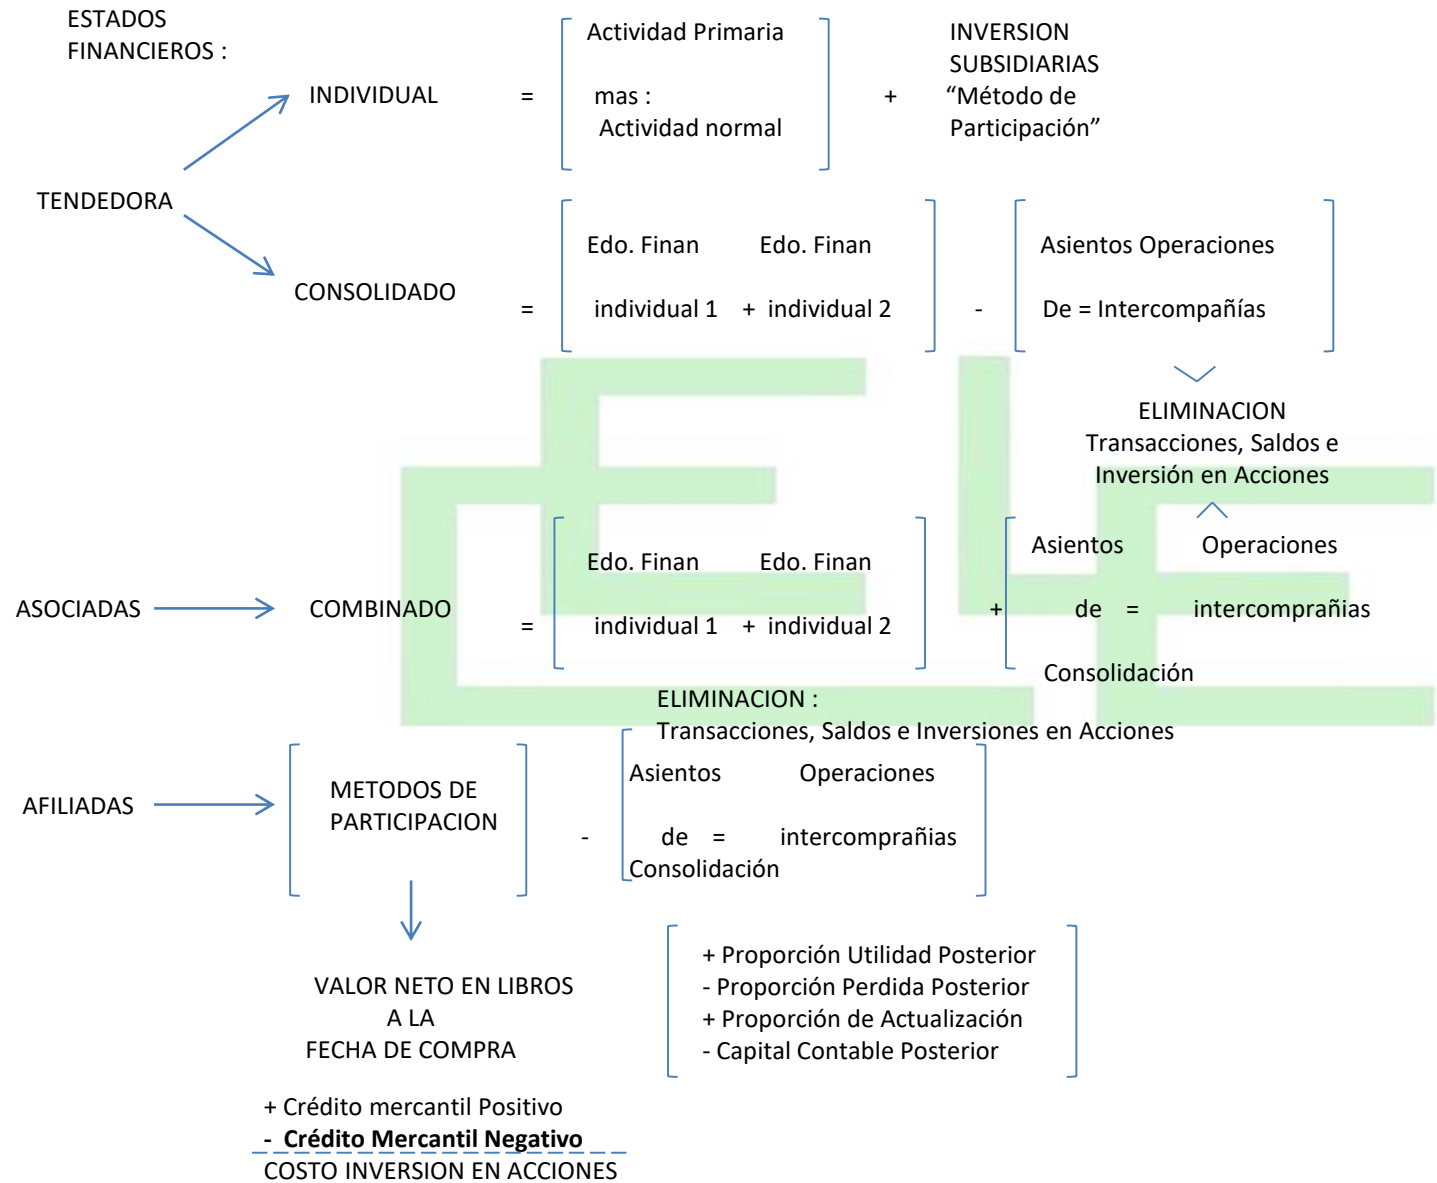 ESTADOS
FINANCIEROS :
Actividad Primaria
INVERSION
SUBSIDIARIAS
INDIVIDUAL = mas : + “Método de
Actividad normal Participación”
TENDEDORA
Edo. Finan Edo. Finan Asientos Operaciones
CONSOLIDADO
= individual 1 + individual 2 - De = Intercompañías
ELIMINACION
Transacciones, Saldos e
Inversión en Acciones
Asientos Operaciones
Edo. Finan Edo. Finan
ASOCIADAS COMBINADO + de = intercomprañias
= individual 1 + individual 2
Consolidación
ELIMINACION :
Transacciones, Saldos e Inversiones en Acciones
Asientos Operaciones
AFILIADAS METODOS DE
PARTICIPACION - de = intercomprañias
Consolidación
+ Proporción Utilidad Posterior
- Proporción Perdida Posterior
+ Proporción de Actualización
- Capital Contable Posterior
VALOR NETO EN LIBROS
A LA
FECHA DE COMPRA
+ Crédito mercantil Positivo
- Crédito Mercantil Negativo
COSTO INVERSION EN ACCIONES